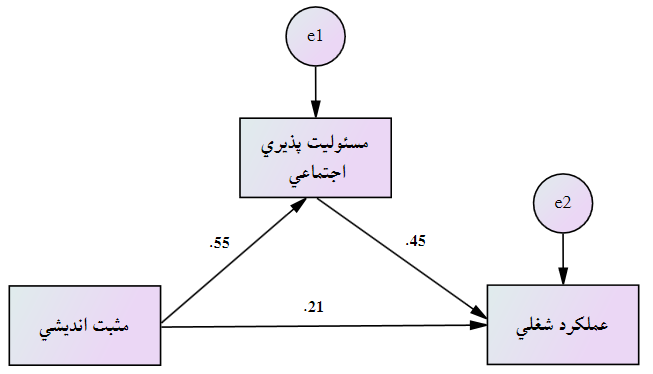 e1
مسئوليت پذيري
اجتماعي
e2
.55
.45
.21
مثبت انديشي
عملكرد شغلي